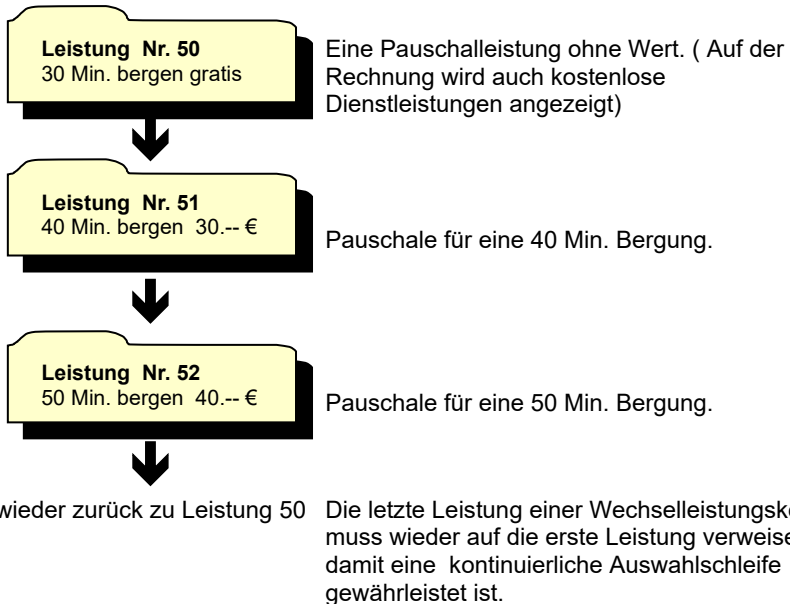 Leistung Nr. 50
30 Min. bergen gratis
Eine Pauschalleistung ohne Wert. ( Auf der
Rechnung wird auch kostenlose
Dienstleistungen angezeigt)
Leistung Nr. 51
40 Min. bergen 30.-- €
Pauschale für eine 40 Min. Bergung.
Leistung Nr. 52
50 Min. bergen 40.-- €
Pauschale für eine 50 Min. Bergung.
wieder zurück zu Leistung 50
Die letzte Leistung einer
muss wieder auf die erste Leistung
damit eine kontinuierliche Auswahlschleife
gewährleistet ist.